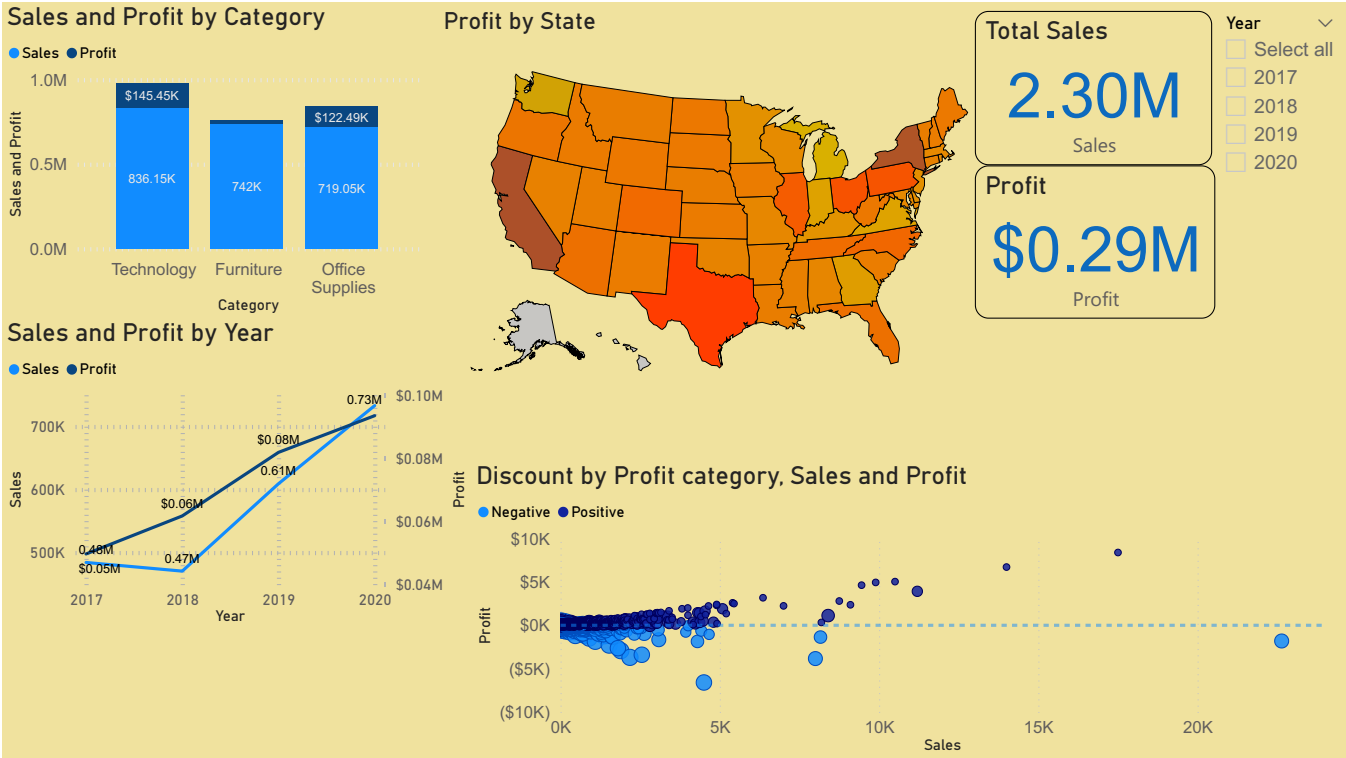 Sales and Profit by Category
Sales Profit
Sales and Profit
1.0M
0.5M
0.0M
$145.45K
836.15K
742K
$122.49K
719.05K
Technology Furniture Office
Supplies
Category
Profit by State
Total Sales
2.30M
Sales
Profit
$0.29M
Profit
Year
Select all
2017
2018
2019
2020
Sales and Profit by Year
Sales Profit
Sales
700K
600K
500K
0.48M
$0.05M
$0.06M
0.47M
$0.08M
0.61M
0.73M
$0.10M
$0.08M
$0.06M
$0.04M
Profit
2017 2018 2019 2020
Year
Discount by Profit category, Sales and Profit
Negative Positive
Profit
$10K
$5K
$0K
($5K)
($10K)
0K 5K 10K 15K 20K
Sales